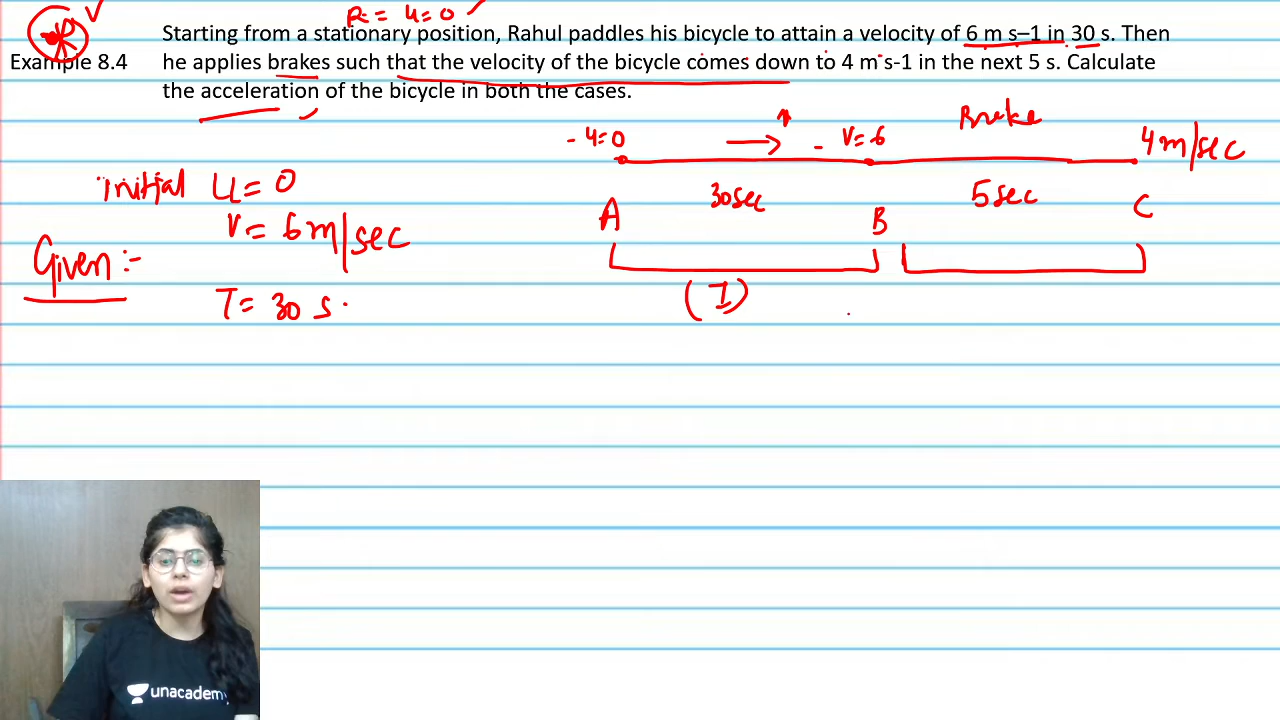 R = u=0
Starting from a stationary position, Rahul paddles his bicycle to attain a velocity of 6 m s–1 in 30 s. Then
Example 8.4 he applies brakes such that the velocity of the bicycle comes down to 4 m s-1 in the next 5 s. Calculate
the acceleration of the bicycle in both the cases.
Brake
- u=0 - v=6 4m/sec
initial u = 0
30sec 5sec
A B C
v = 6m/sec
Given :-
T = 30 s.
(I)
unacademy